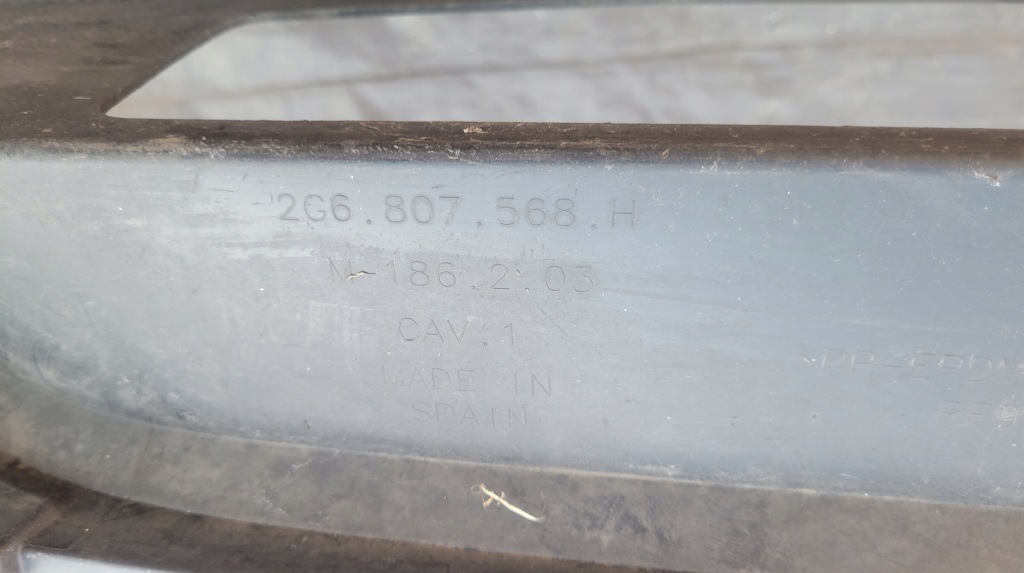 2G6.807.568.H
N-186.2.03
CAV.1
MADE IN
SPAIN